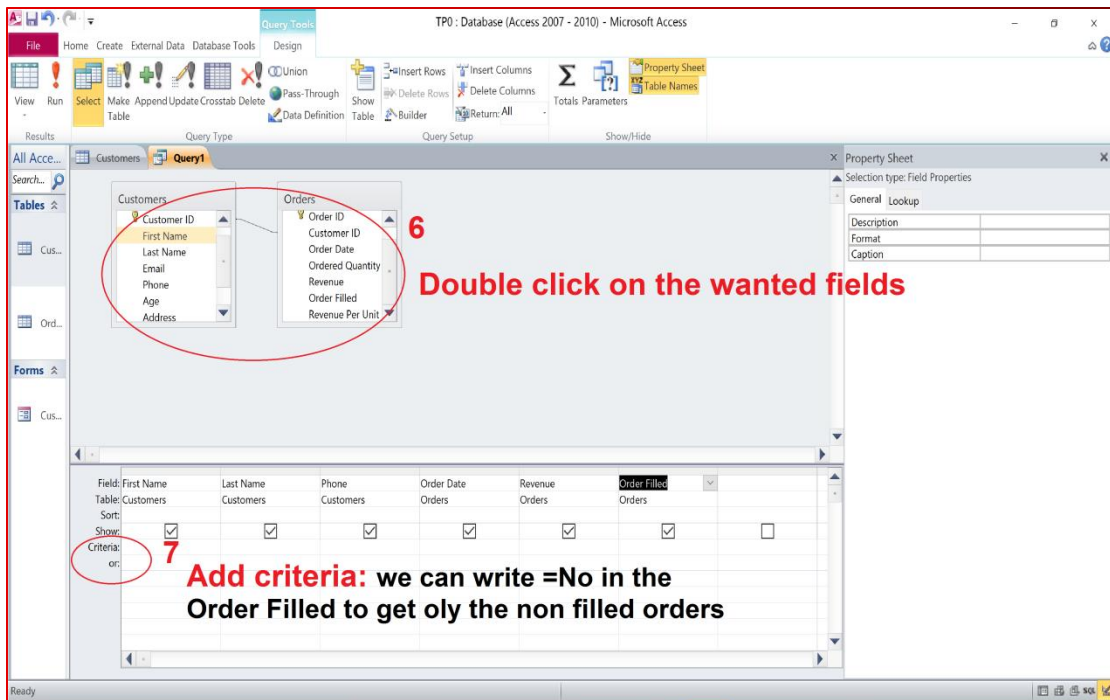 TP0 : Database (Access 2007 - 2010) - Microsoft Access
Query Tools
File Home Create External Data Database Tools Design
View Run Select Make Table Append Update Crosstab Delete
Union
Pass-Through
Data Definition
Show Table
Insert Rows
Delete Rows
Builder
Insert Columns
Delete Columns
Return: All
Totals Parameters
Property Sheet
Table Names
Results Query Type Query Setup Show/Hide
All Acce...
Search...
Tables
Cus...
Ord...
Forms
Cus...
Customers Query1
Customers
Customer ID
First Name
Last Name
Email
Phone
Age
Address
Orders
Order ID
Customer ID
Order Date
Ordered Quantity
Revenue
Order Filled
Revenue Per Unit
6
Double click on the wanted fields
Property Sheet
Selection type: Field Properties
General Lookup
Description
Format
Caption
Field: First Name Last Name Phone Order Date Revenue Order Filled
Table: Customers Customers Customers Orders Orders Orders
Sort:
Show:
Criteria:
or:
7
Add criteria: we can write =No in the
Order Filled to get oly the non filled orders
Ready
SQL